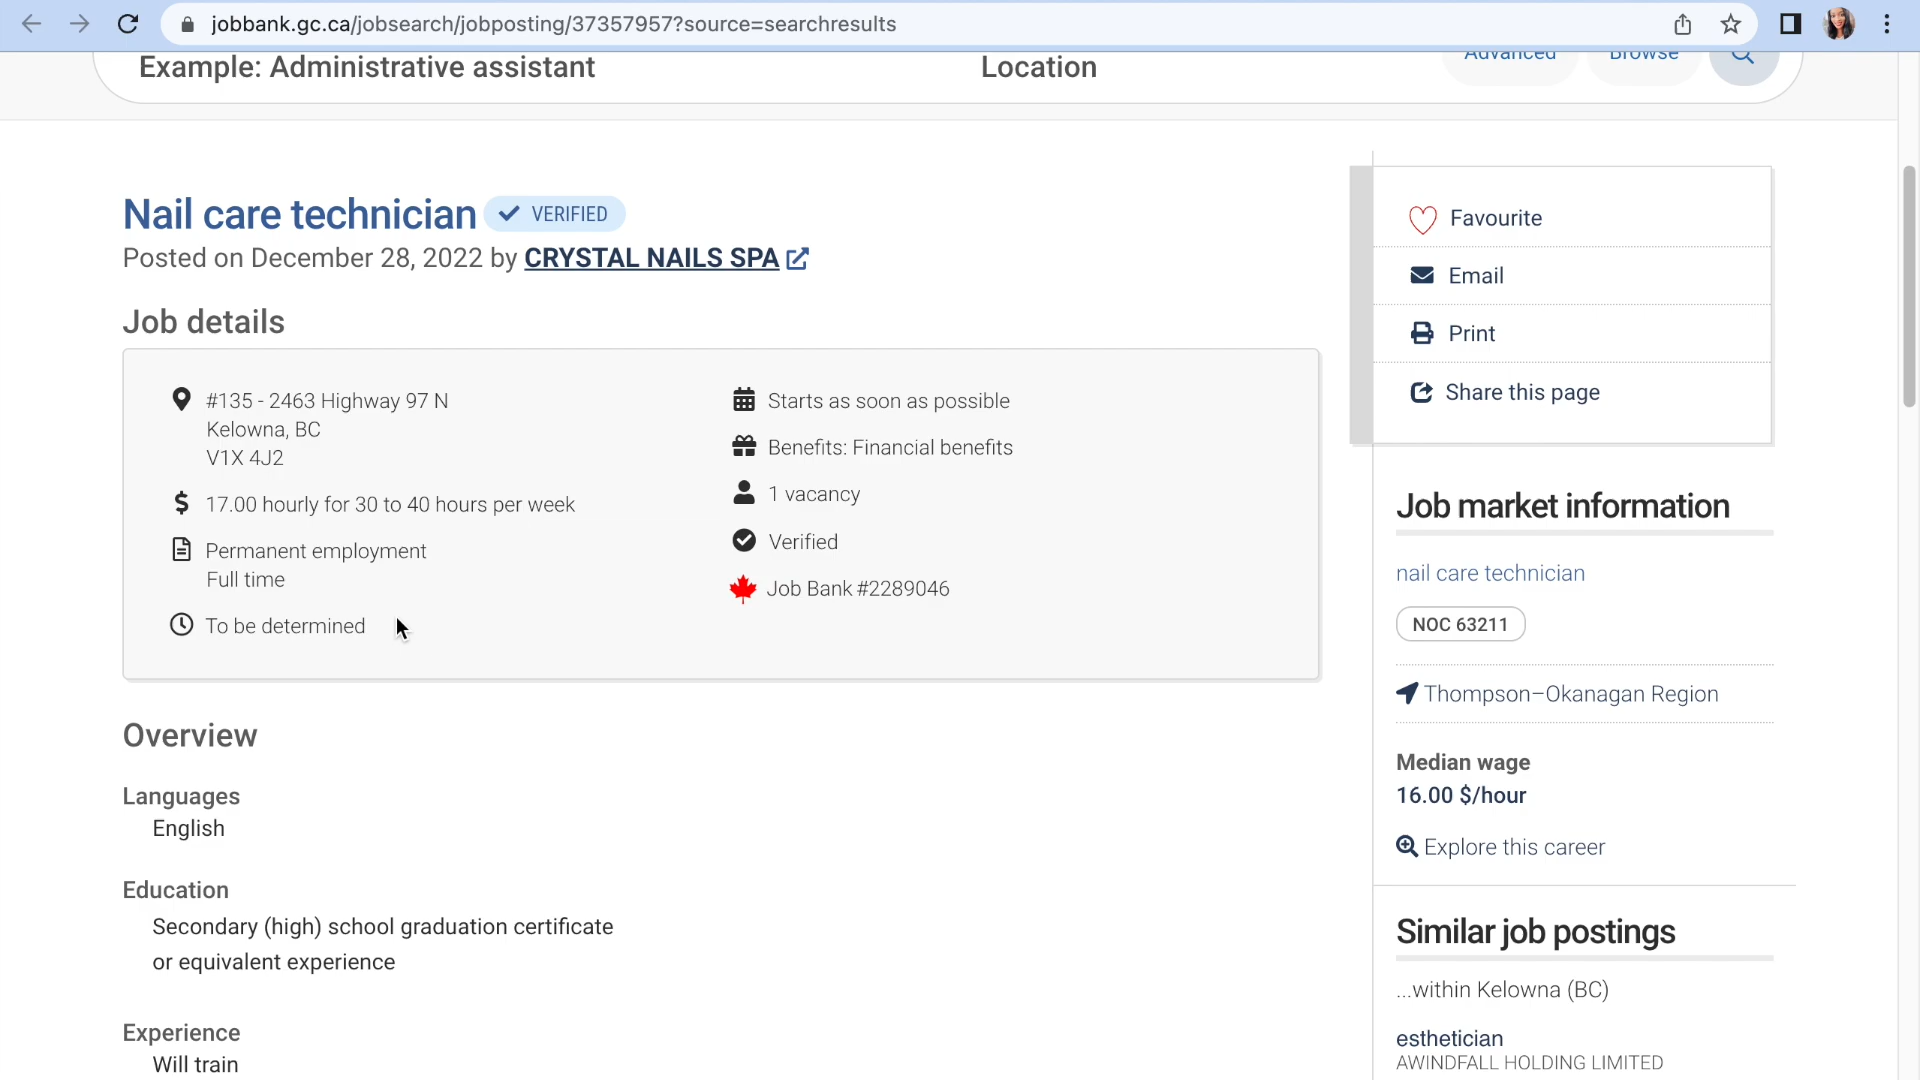 jobbank.gc.ca/jobsearch/jobposting/37357957?source=searchresults
Example: Administrative assistant
Location
Advanced
Browse
Nail care technician VERIFIED
Posted on December 28, 2022 by CRYSTAL NAILS SPA
Job details
#135 - 2463 Highway 97 N
Kelowna, BC
V1X 4J2
17.00 hourly for 30 to 40 hours per week
Permanent employment
Full time
To be determined
Starts as soon as possible
Benefits: Financial benefits
1 vacancy
Verified
Job Bank #2289046
Overview
Languages
English
Education
Secondary (high) school graduation certificate
or equivalent experience
Experience
Will train
Favourite
Email
Print
Share this page
Job market information
nail care technician
NOC 63211
Thompson–Okanagan Region
Median wage
16.00 $/hour
Explore this career
Similar job postings
...within Kelowna (BC)
esthetician
AWINDFALL HOLDING LIMITED